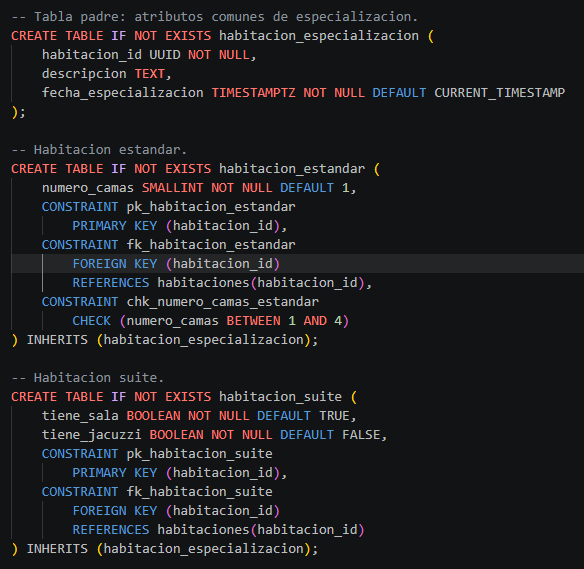 -- Tabla padre: atributos comunes de especializacion.
CREATE TABLE IF NOT EXISTS habitacion_especializacion (
    habitacion_id UUID NOT NULL,
    descripcion TEXT,
    fecha_especializacion TIMESTAMPTZ NOT NULL DEFAULT CURRENT_TIMESTAMP
);

-- Habitacion estandar.
CREATE TABLE IF NOT EXISTS habitacion_estandar (
    numero_camas SMALLINT NOT NULL DEFAULT 1,
    CONSTRAINT pk_habitacion_estandar
        PRIMARY KEY (habitacion_id),
    CONSTRAINT fk_habitacion_estandar
        FOREIGN KEY (habitacion_id)
        REFERENCES habitaciones(habitacion_id),
    CONSTRAINT chk_numero_camas_estandar
        CHECK (numero_camas BETWEEN 1 AND 4)
) INHERITS (habitacion_especializacion);

-- Habitacion suite.
CREATE TABLE IF NOT EXISTS habitacion_suite (
    tiene_sala BOOLEAN NOT NULL DEFAULT TRUE,
    tiene_jacuzzi BOOLEAN NOT NULL DEFAULT FALSE,
    CONSTRAINT pk_habitacion_suite
        PRIMARY KEY (habitacion_id),
    CONSTRAINT fk_habitacion_suite
        FOREIGN KEY (habitacion_id)
        REFERENCES habitaciones(habitacion_id)
) INHERITS (habitacion_especializacion);